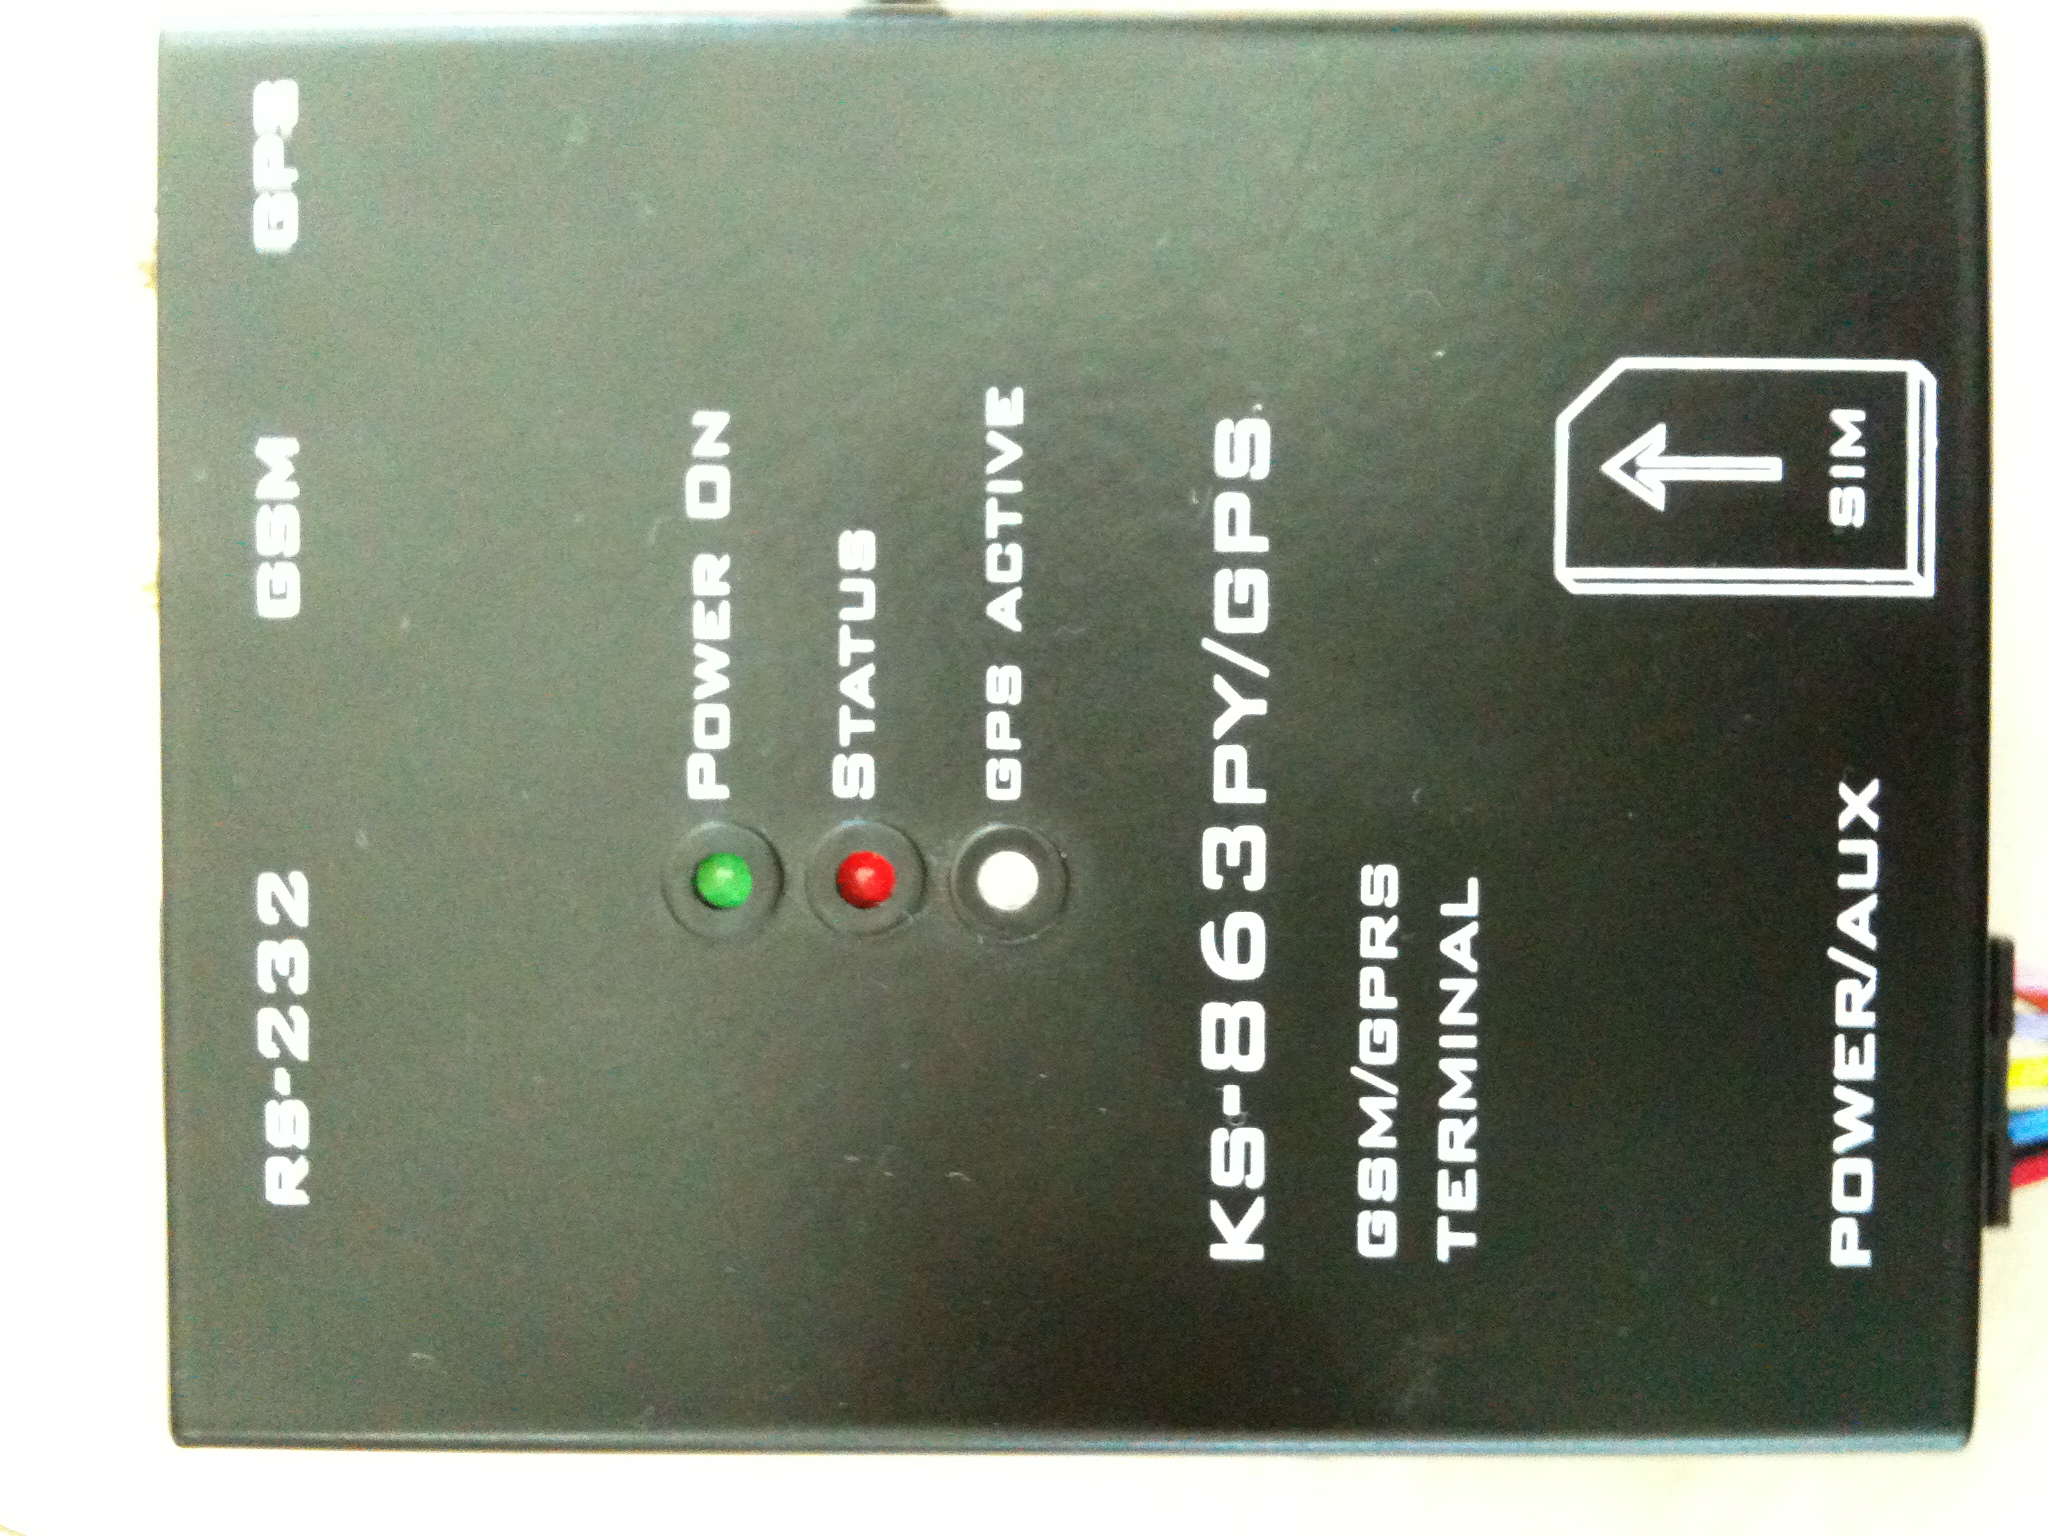 RS-232 GSM GPS
POWER ON
STATUS
GPS ACTIVE
KS-863PY/GPS
GSM/GPRS
TERMINAL
POWER/AUX
SIM